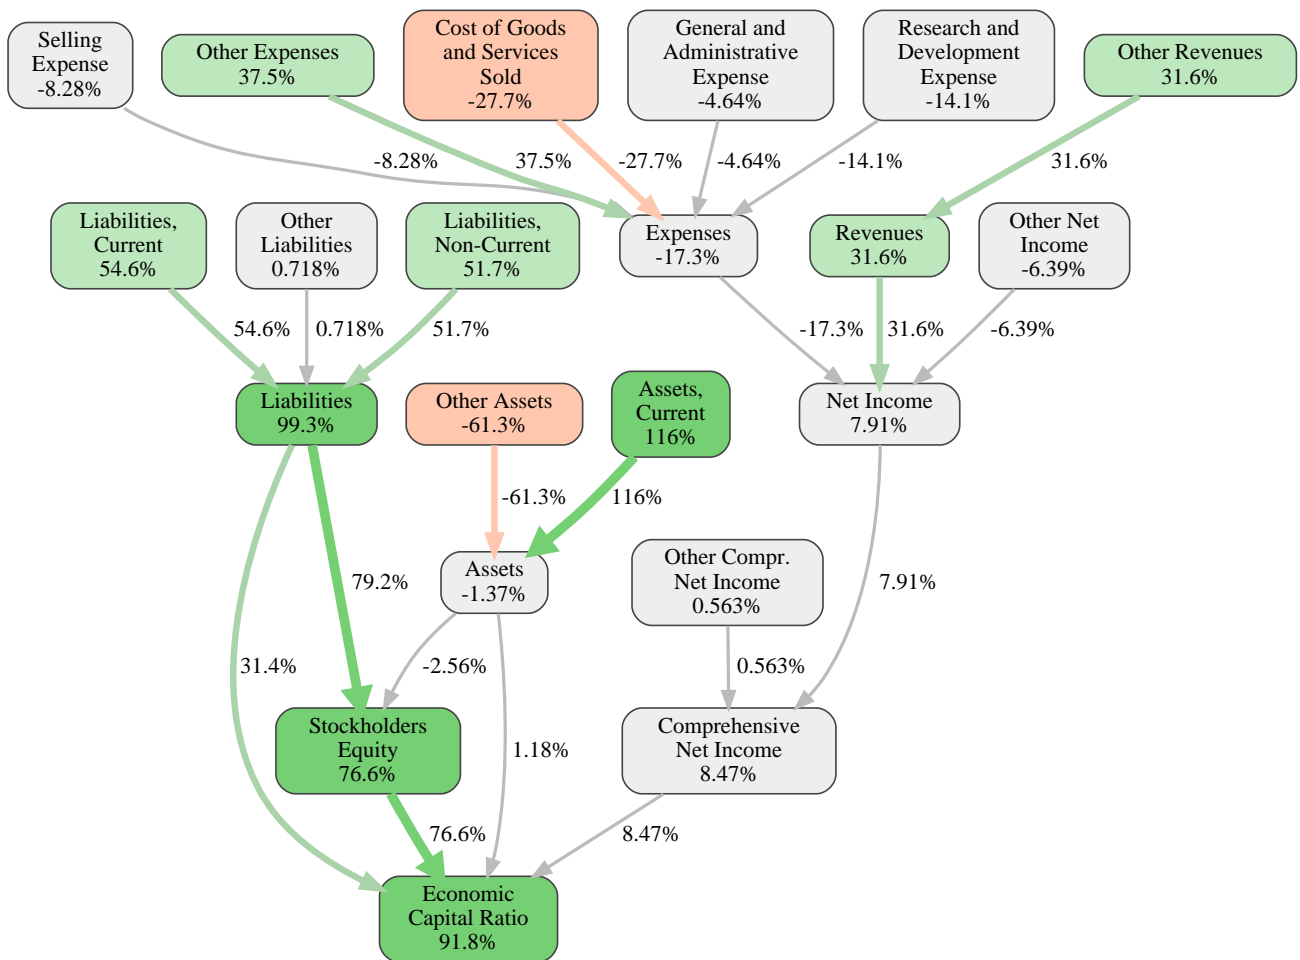 Selling
Expense
-8.28%
Other Expenses
37.5%
Cost of Goods
and Services
Sold
-27.7%
General and
Administrative
Expense
-4.64%
Research and
Development
Expense
-14.1%
Other Revenues
31.6%
-8.28%
37.5%
-27.7%
-4.64%
-14.1%
31.6%
Liabilities,
Current
54.6%
Other
Liabilities
0.718%
Liabilities,
Non-Current
51.7%
Expenses
-17.3%
Revenues
31.6%
Other Net
Income
-6.39%
54.6%
0.718%
51.7%
-17.3%
31.6%
-6.39%
Liabilities
99.3%
Other Assets
-61.3%
Assets,
Current
116%
Net Income
7.91%
-61.3%
116%
79.2%
Assets
-1.37%
Other Compr.
Net Income
0.563%
7.91%
31.4%
-2.56%
0.563%
Stockholders
Equity
76.6%
1.18%
Comprehensive
Net Income
8.47%
76.6%
8.47%
Economic
Capital Ratio
91.8%